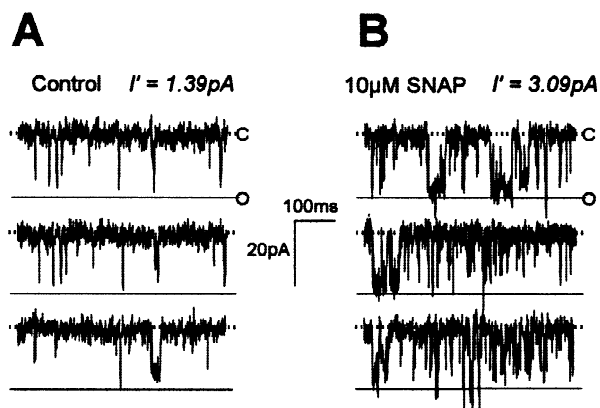 A
B
Control I' = 1.39pA
10µM SNAP I' = 3.09pA
C
C
O
O
100ms
20pA